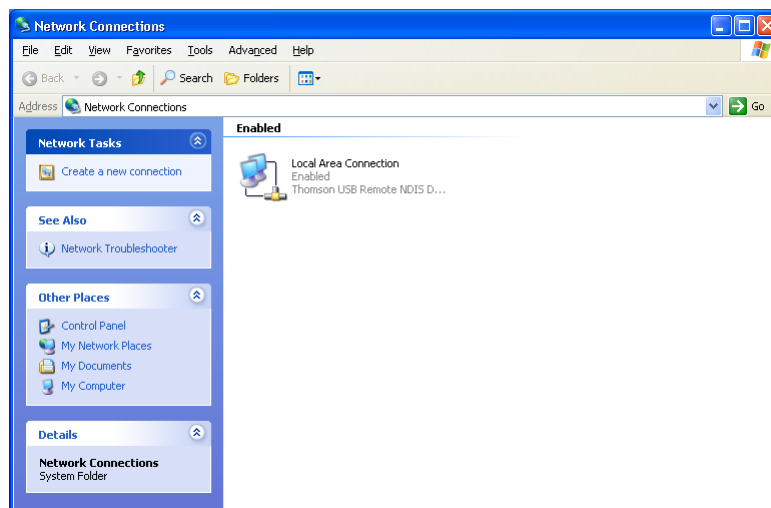 Network Connections
File Edit View Favorites Tools Advanced Help
Back Search Folders
Address Network Connections Go
Network Tasks
Create a new connection
See Also
Network Troubleshooter
Other Places
Control Panel
My Network Places
My Documents
My Computer
Details
Network Connections
System Folder
Enabled
Local Area Connection
Enabled
Thomson USB Remote NDIS D...